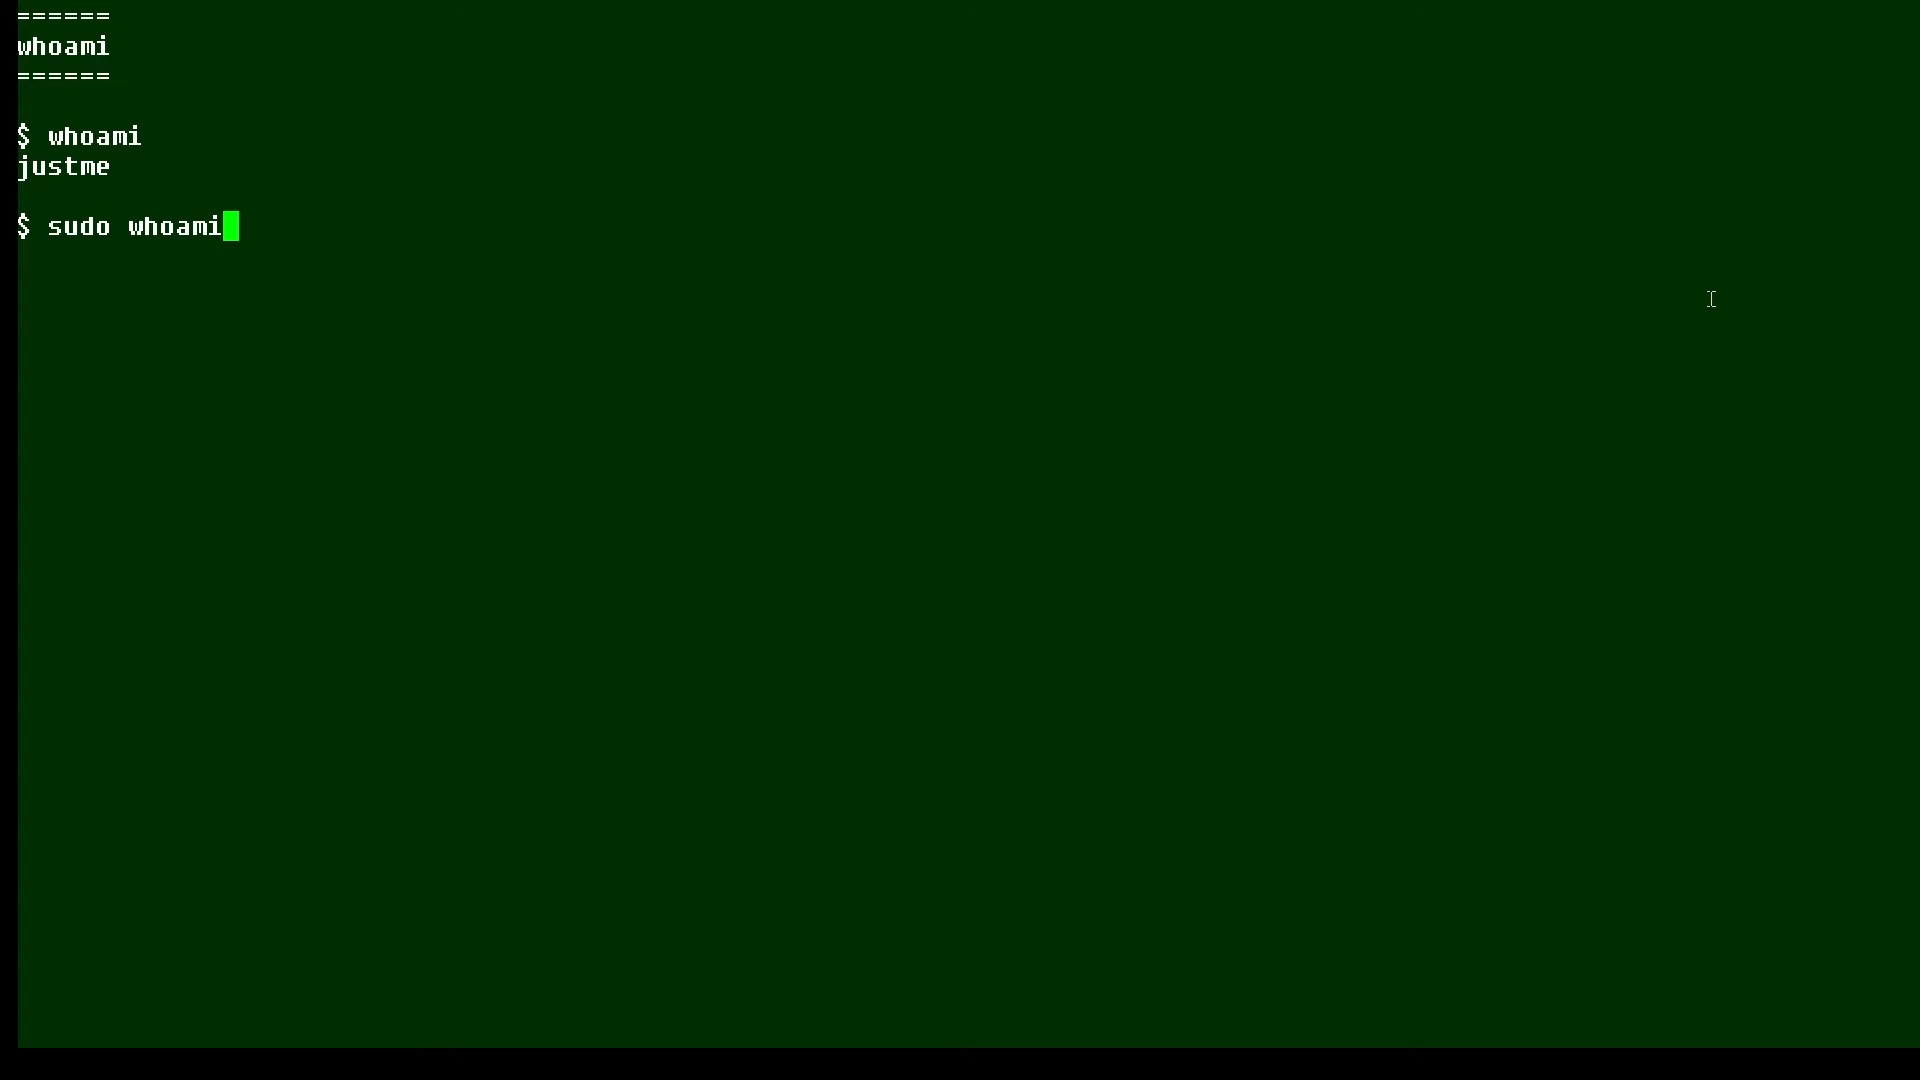 ======
whoami
======
$ whoami
justme
$ sudo whoami